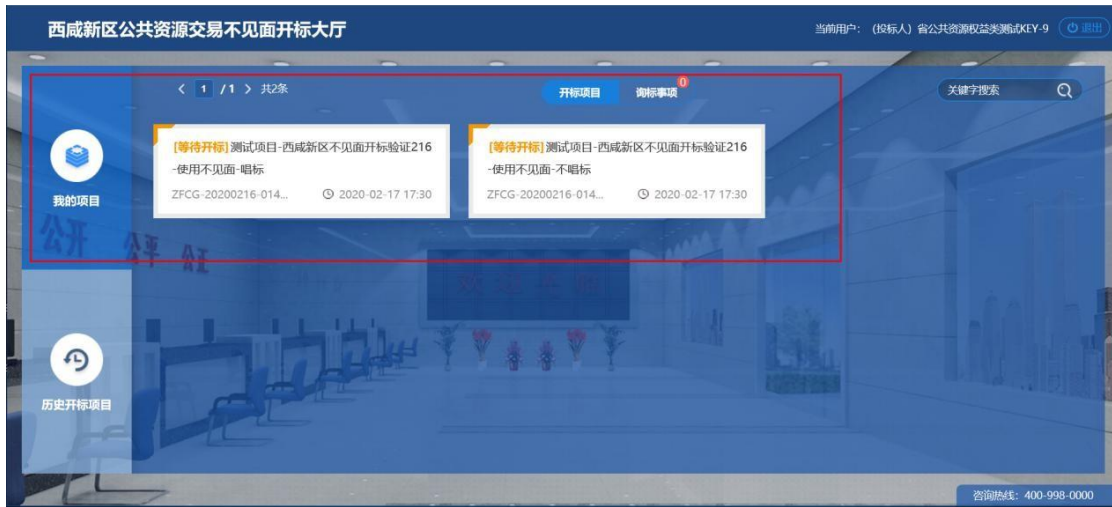 西咸新区公共资源交易不见面开标大厅
当前用户: (投标人) 省公共资源权益类测试KEY-9
退出
1 / 1 共2条
开标项目
询标事项
0
关键字搜索
我的项目
[等待开标] 测试项目-西咸新区不见面开标验证216
-使用不见面-唱标
ZFCG-20200216-014...
2020-02-17 17:30
[等待开标] 测试项目-西咸新区不见面开标验证216
-使用不见面-不唱标
ZFCG-20200216-014...
2020-02-17 17:30
公开 公平 公正
历史开标项目
咨询热线: 400-998-0000